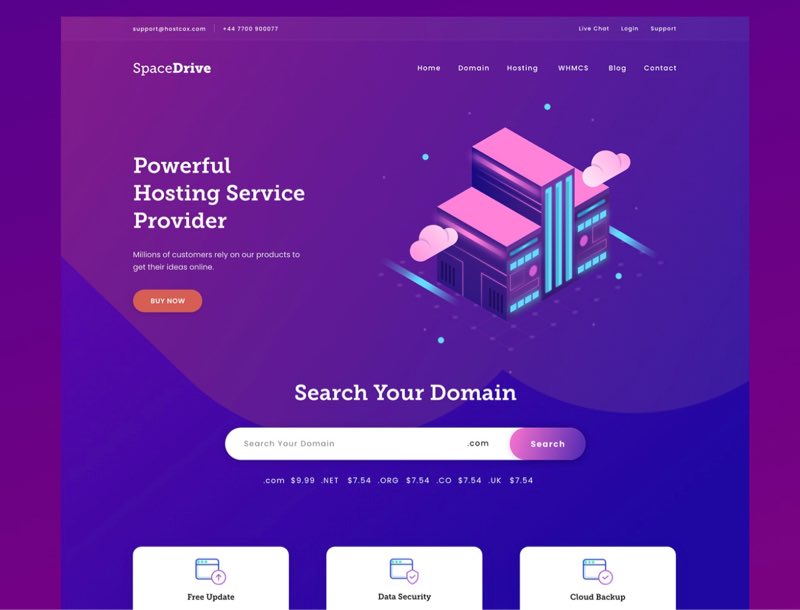 support@hostcox.com +44 7700 900077 Live Chat Login Support
SpaceDrive Home Domain Hosting WHMCS Blog Contact
Powerful
Hosting Service
Provider
Millions of customers rely on our products to
get their ideas online.
BUY NOW
Search Your Domain
Search Your Domain .com Search
.com $9.99 .NET $7.54 .ORG $7.54 .CO $7.54 .UK $7.54
Free Update Data Security Cloud Backup